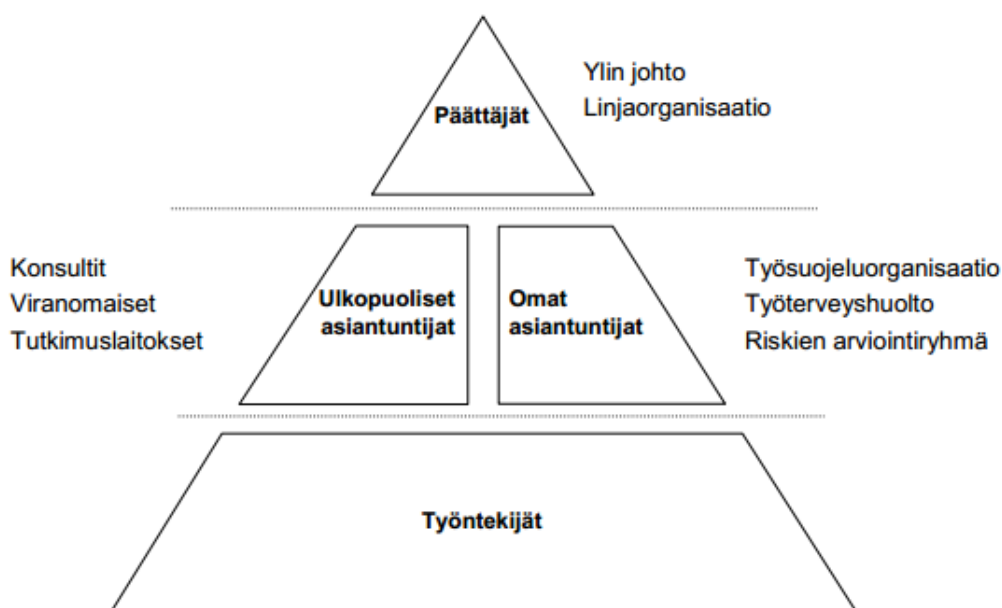 Päättäjät
Ylin johto
Linjaorganisaatio
Konsultit
Viranomaiset
Tutkimuslaitokset
Ulkopuoliset
asiantuntijat
Omat
asiantuntijat
Työsuojeluorganisaatio
Työterveyshuolto
Riskien arviointiryhmä
Työntekijät